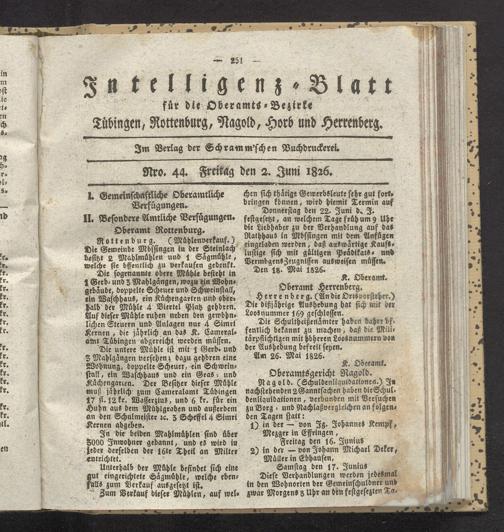 — 251 —
Intelligenz-Blatt
für die Oberamts-Bezirke
Tübingen, Rottenburg, Nagold, Horb und Herrenberg.
Im Verlag der Schramm'schen Buchdruckerei.
Nro. 44. Freitag den 2. Juni 1826.
I. Gemeinschaftliche Oberamtliche
Verfügungen.
II. Besondere Amtliche Verfügungen.
Oberamt Rottenburg.
Rottenburg. (Mühlenverkauf.)
Die Gemeinde Mössingen in der Steinlach
besitzt 2 Mahlmühlen und 1 Sägmühle,
welche sie öffentlich zu verkaufen gedenkt.
Die sogenannte obere Mühle besteht in
1 Gerb- und 3 Mahlgängen, wozu ein Wohn-
gebäude, doppelte Scheuer und Schweinstall,
ein Waschhaus, ein Küchengarten und ober-
halb der Mühle 4 Viertel Platz gehören.
Auf dieser Mühle ruhen neben den gewöhn-
lichen Steuern und Anlagen nur 4 Simri
Kernen, die jährlich an das K. Cameral-
amt Tübingen abgereicht werden müssen.
Die untere Mühle ist mit 1 Gerb- und
3 Mahlgängen versehen; dazu gehören eine
Wohnung, doppelte Scheuer, ein Schwein-
stall, ein Waschhaus und ein Gras- und
Küchengarten. Der Besitzer dieser Mühle
muß jährlich zum Cameralamt Tübingen
17 fl. 12 kr. Wasserzins, und 6 kr. für ein
Huhn aus dem Mühlgraben und ausserdem
an den Schulmeister ac. 3 Scheffel 4 Simri
Kernen abgeben.
In die beiden Mahlmühlen sind über
3000 Inwohner gebannt, und es wird in
jeder derselben der 16te Theil an Milter
entrichtet.
Unterhalb der Mühle befindet sich eine
gut eingerichtete Sägmühle, welche eben-
falls zum Verkauf ausgesetzt ist.
Zum Verkauf dieser Mühlen, auf wel-
chen sich thätige Gewerbsleute sehr gut fort-
bringen können, wird hiemit Termin auf
Donnerstag den 22. Juni d. J.
festgesetzt, an welchem Tage früh um 9 Uhr
die Liebhaber zu der Verhandlung auf das
Rathhaus in Mössingen mit dem Anfügen
eingeladen werden, daß auswärtige Kaufs-
lustige sich mit gültigen Prädikats- und
Vermögens-Zeugnissen ausweisen müssen.
Den 18. Mai 1826.
K. Oberamt.
Oberamt Herrenberg.
Herrenberg. (An die Ortsvorsteher.)
Die dißjährige Aushebung hat sich mit der
Loosnummer 169 geschlossen.
Die Schultheißenämter haben daher öf-
fentlich bekannt zu machen, daß die Mili-
tärpflichtigen mit höheren Loosnummern von
der Aushebung befreit seyen.
Am 26. Mai 1826.
K. Oberamt.
Oberamtsgericht Nagold.
Nagold. (Schuldenliquidationen.) In
nachstehenden 2 Gantsachen haben die Schul-
denliquidationen, verbunden mit Versuchen
zu Borg- und Nachlaßvergleichen an folgen-
den Tagen statt:
1) in der — von Jg. Johannes Kempf,
Mezger in Effringen,
Freitag den 16. Junius
2) in der — von Johann Michael Deker,
Müller in Ebhausen,
Samstag den 17. Junius
Diese Verhandlungen werden jedesmal
in den Wohnorten der Gemeinschuldner und
zwar Morgens 8 Uhr an den festgesezten Ta-